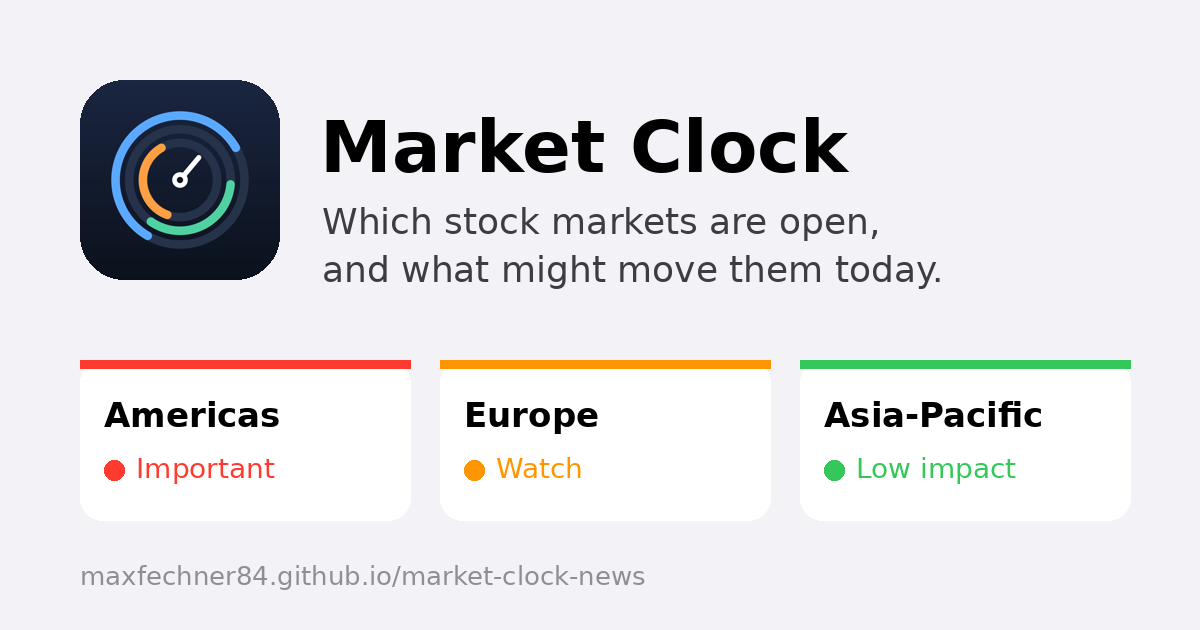 Market Clock
Which stock markets are open,
and what might move them today.
Americas
Important
Europe
Watch
Asia-Pacific
Low impact
maxfechner84.github.io/market-clock-news